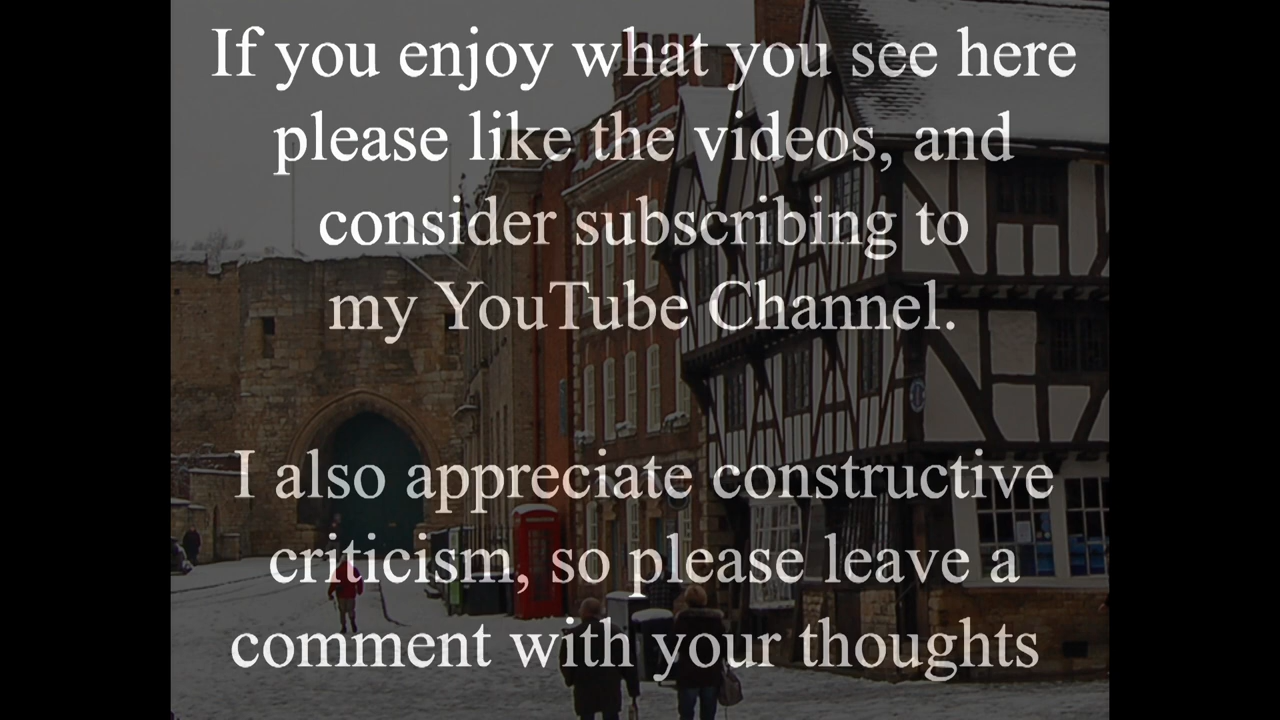 If you enjoy what you see here
please like the videos, and
consider subscribing to
my YouTube Channel.
I also appreciate constructive
criticism, so please leave a
comment with your thoughts